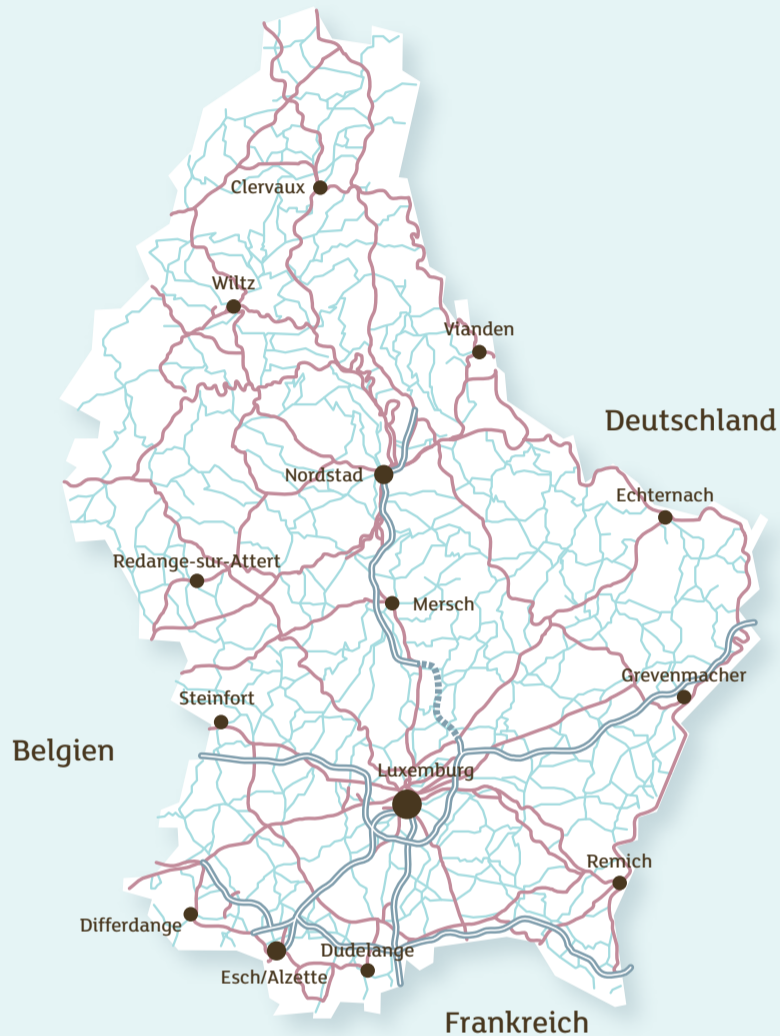 Clervaux
Wiltz
Vianden
Deutschland
Nordstad
Echternach
Redange-sur-Attert
Mersch
Grevenmacher
Steinfort
Belgien
Luxemburg
Remich
Differdange
Dudelange
Esch/Alzette
Frankreich